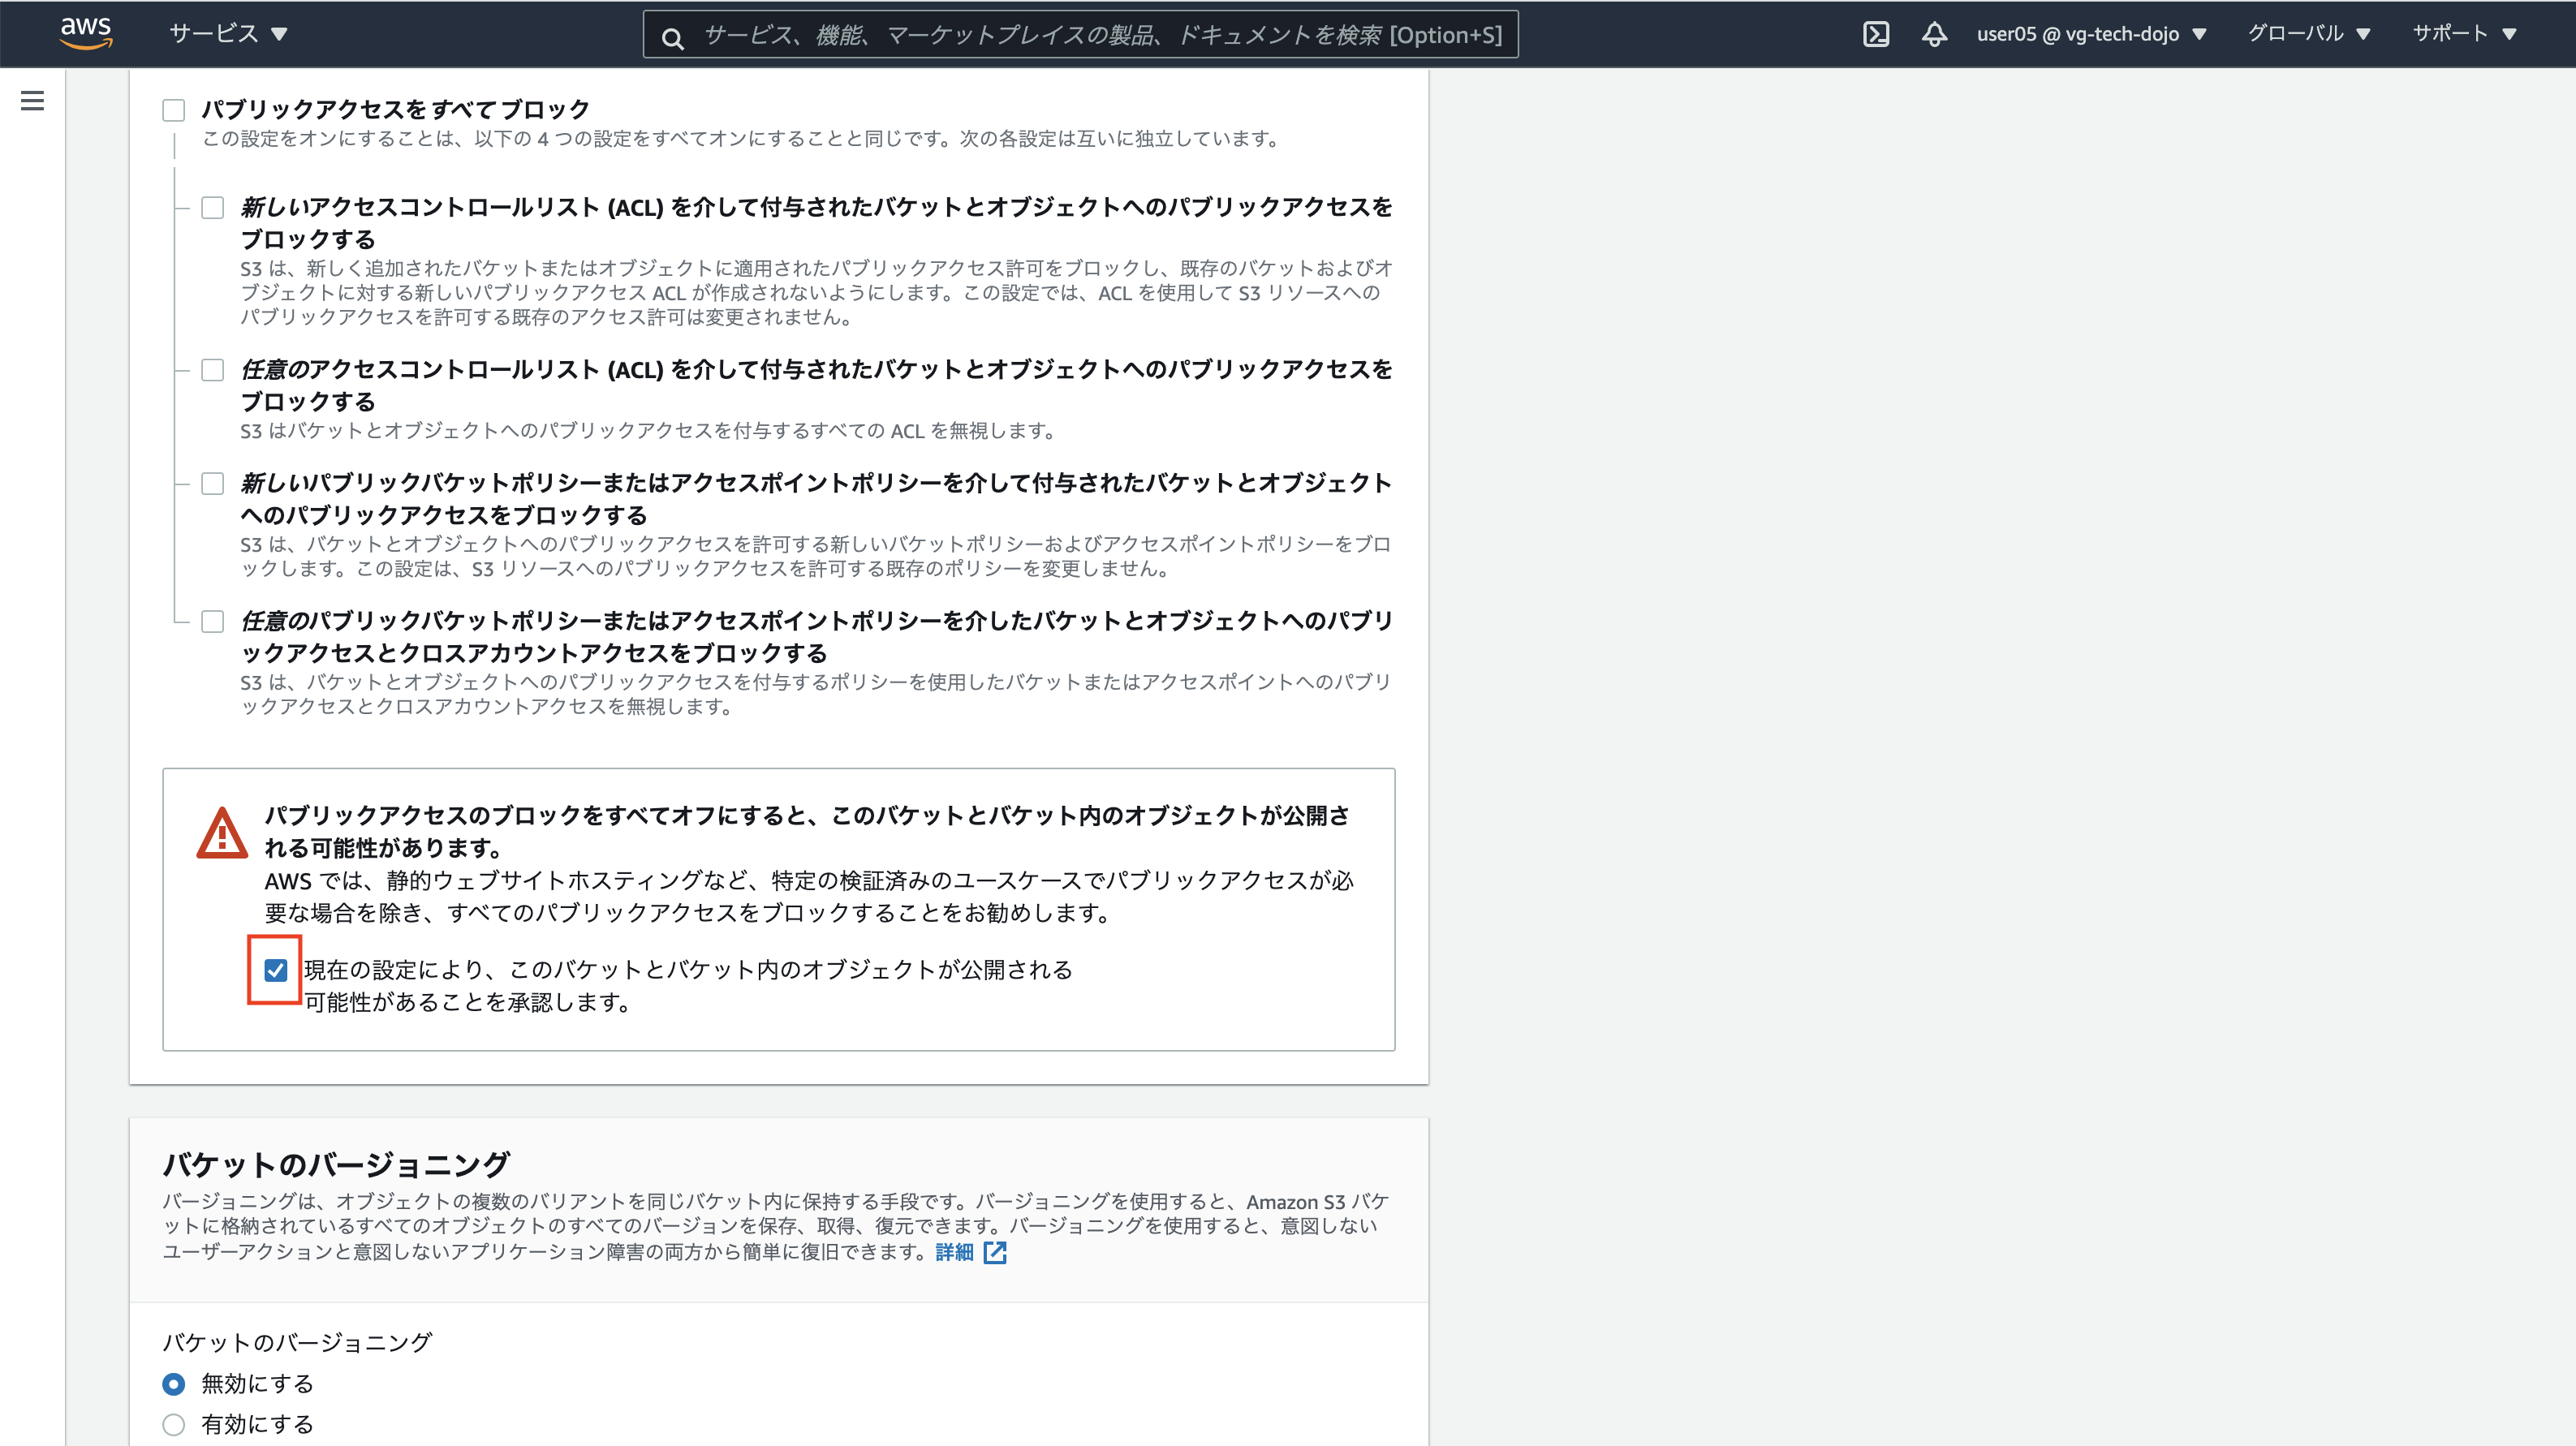 aws サービス ▼ サービス、機能、マーケットプレイスの製品、ドキュメントを検索 [Option+S] user05 @ vg-tech-dojo ▼ グローバル ▼ サポート ▼
パブリックアクセスをすべてブロック
この設定をオンにすることは、以下の 4 つの設定をすべてオンにすることと同じです。次の各設定は互いに独立しています。
新しいアクセスコントロールリスト (ACL) を介して付与されたバケットとオブジェクトへのパブリックアクセスを
ブロックする
S3 は、新しく追加されたバケットまたはオブジェクトに適用されたパブリックアクセス許可をブロックし、既存のバケットおよびオ
ブジェクトに対する新しいパブリックアクセス ACL が作成されないようにします。この設定では、ACL を使用して S3 リソースへの
パブリックアクセスを許可する既存のアクセス許可は変更されません。
任意のアクセスコントロールリスト (ACL) を介して付与されたバケットとオブジェクトへのパブリックアクセスを
ブロックする
S3 はバケットとオブジェクトへのパブリックアクセスを付与するすべての ACL を無視します。
新しいパブリックバケットポリシーまたはアクセスポイントポリシーを介して付与されたバケットとオブジェクト
へのパブリックアクセスをブロックする
S3 は、バケットとオブジェクトへのパブリックアクセスを許可する新しいバケットポリシーおよびアクセスポイントポリシーをブロ
ックします。この設定は、S3 リソースへのパブリックアクセスを許可する既存のポリシーを変更しません。
任意のパブリックバケットポリシーまたはアクセスポイントポリシーを介したバケットとオブジェクトへのパブリ
ックアクセスとクロスアカウントアクセスをブロックする
S3 は、バケットとオブジェクトへのパブリックアクセスを付与するポリシーを使用したバケットまたはアクセスポイントへのパブリ
ックアクセスとクロスアカウントアクセスを無視します。
パブリックアクセスのブロックをすべてオフにすると、このバケットとバケット内のオブジェクトが公開さ
れる可能性があります。
AWS では、静的ウェブサイトホスティングなど、特定の検証済みのユースケースでパブリックアクセスが必
要な場合を除き、すべてのパブリックアクセスをブロックすることをお勧めします。
現在の設定により、このバケットとバケット内のオブジェクトが公開される
可能性があることを承認します。
バケットのバージョニング
バージョニングは、オブジェクトの複数のバリアントを同じバケット内に保持する手段です。バージョニングを使用すると、Amazon S3 バケ
ットに格納されているすべてのオブジェクトのすべてのバージョンを保存、取得、復元できます。バージョニングを使用すると、意図しない
ユーザーアクションと意図しないアプリケーション障害の両方から簡単に復旧できます。詳細
バケットのバージョニング
無効にする
有効にする